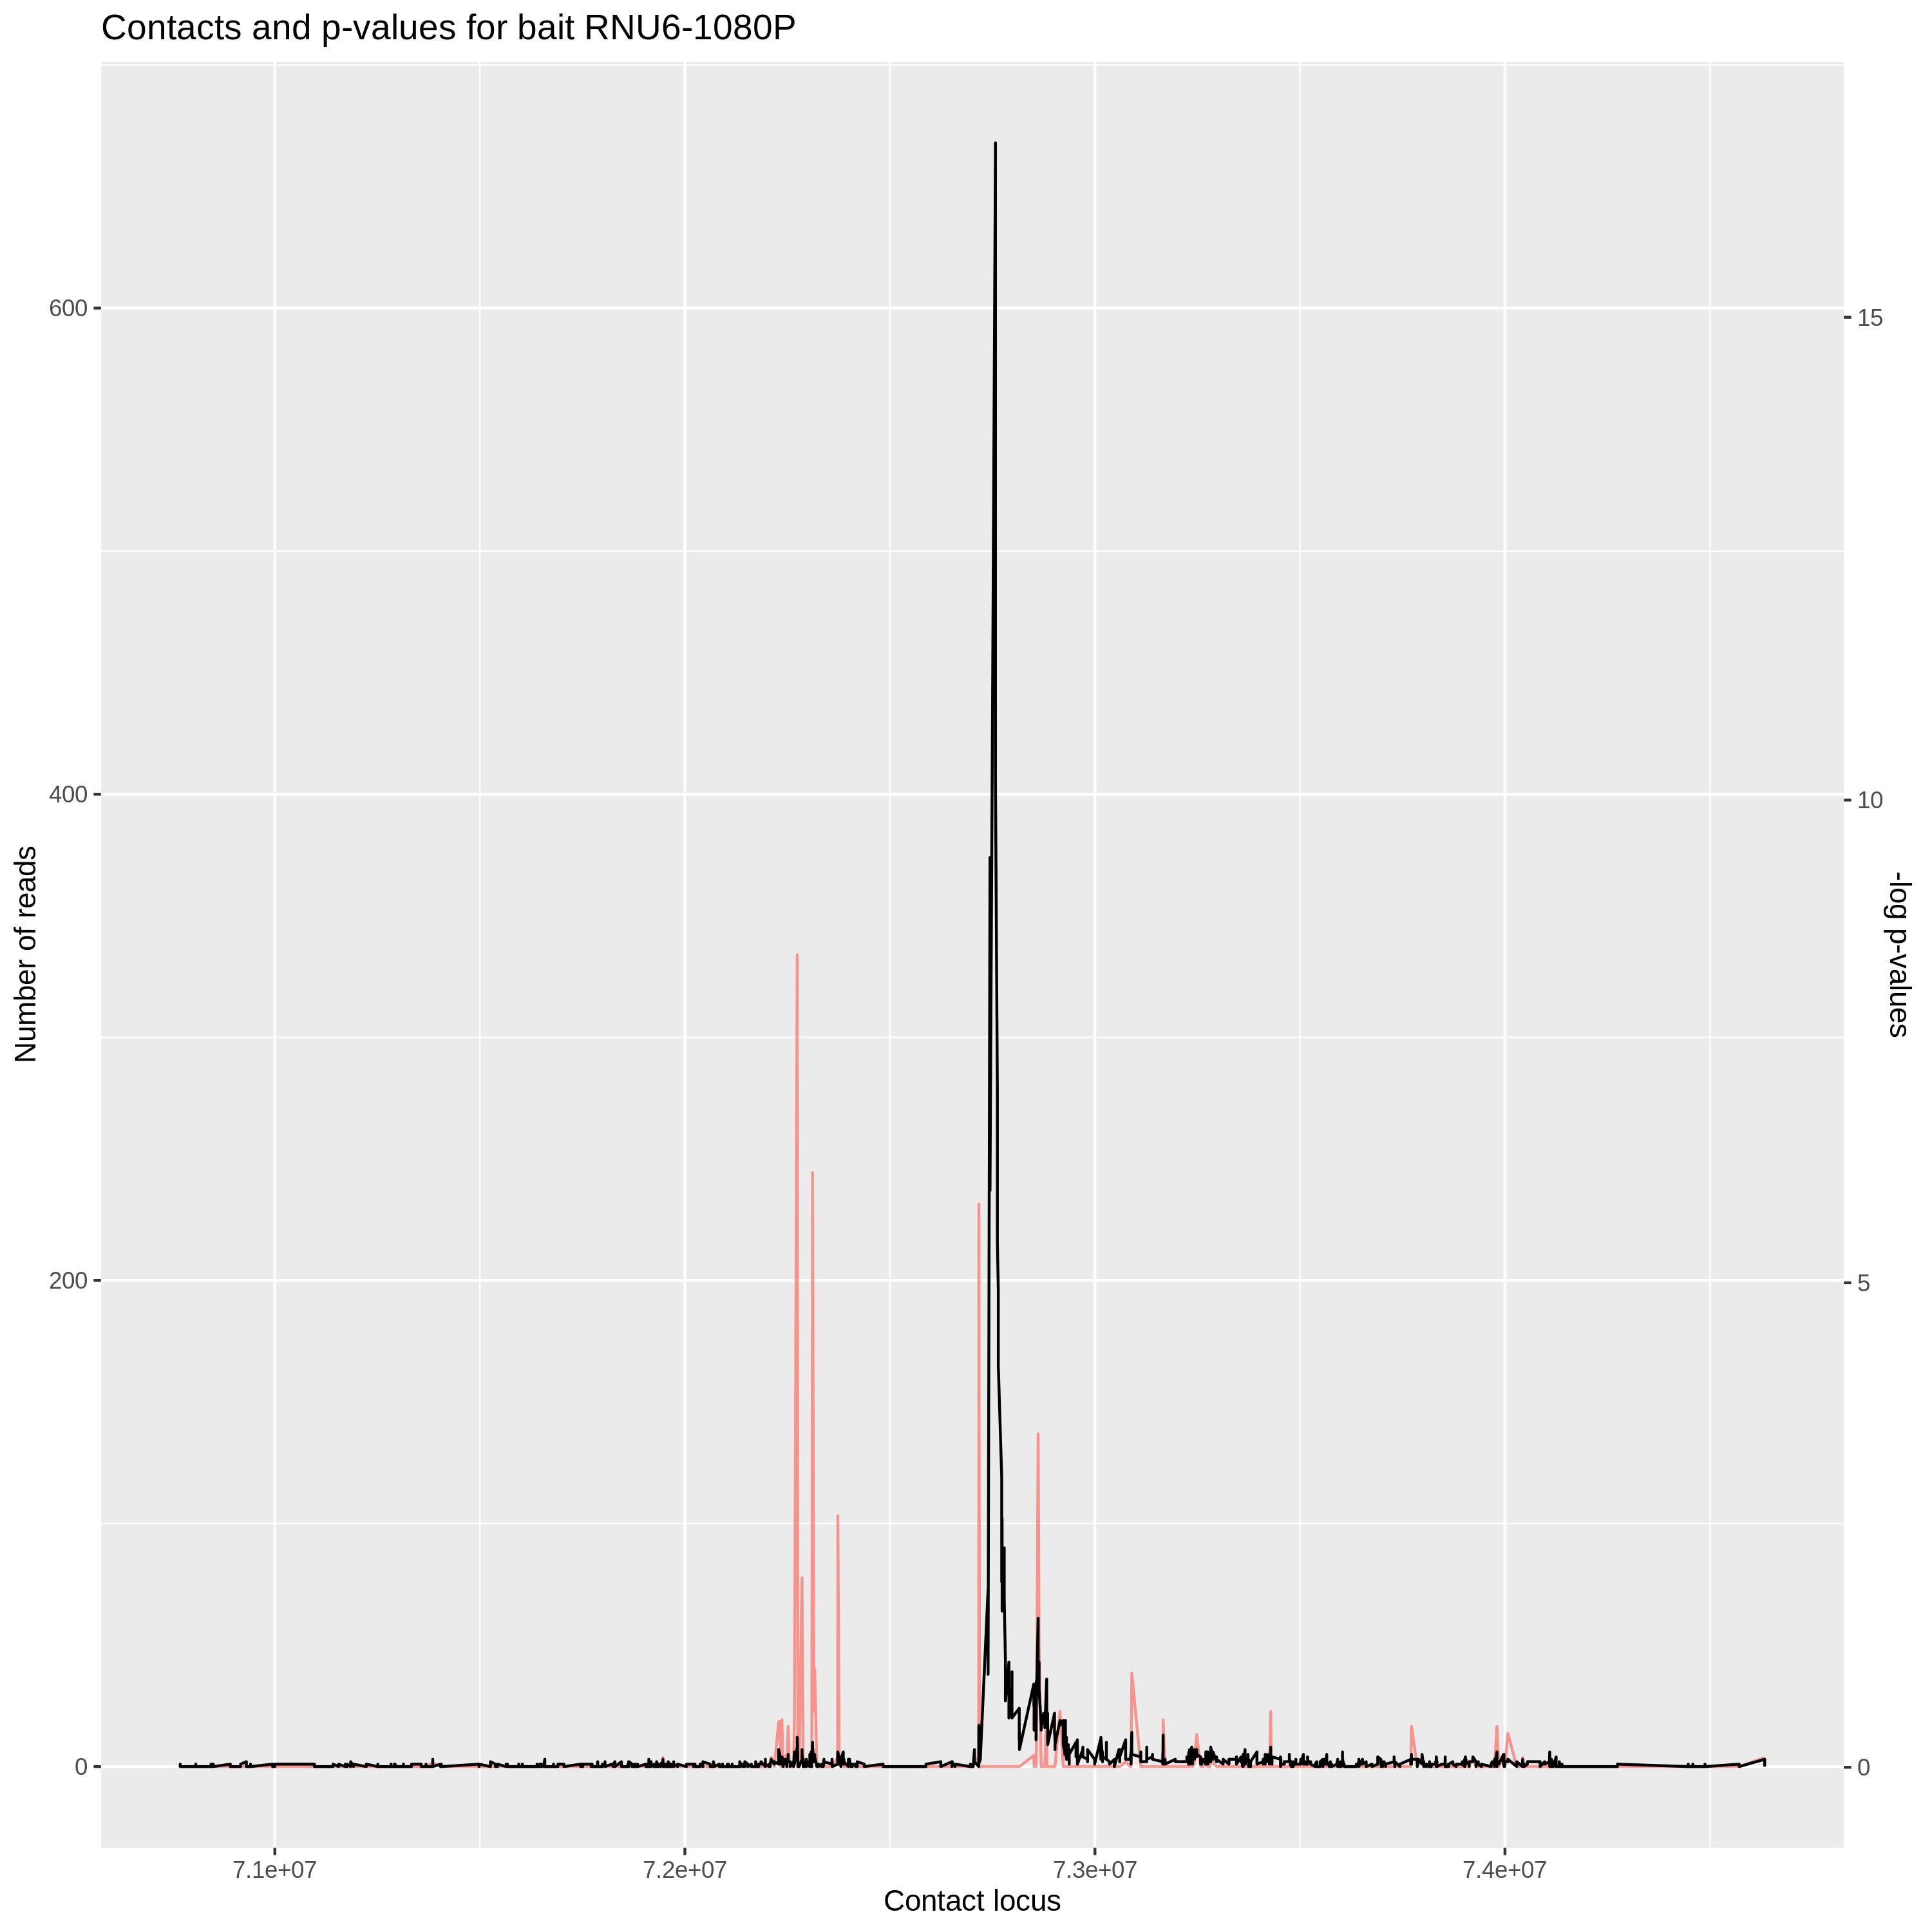 Contacts and p-values for bait RNU6-1080P
600
400
200
0
Number of reads
15
10
5
0
-log p-values
7.1e+07 7.2e+07 7.3e+07 7.4e+07
Contact locus